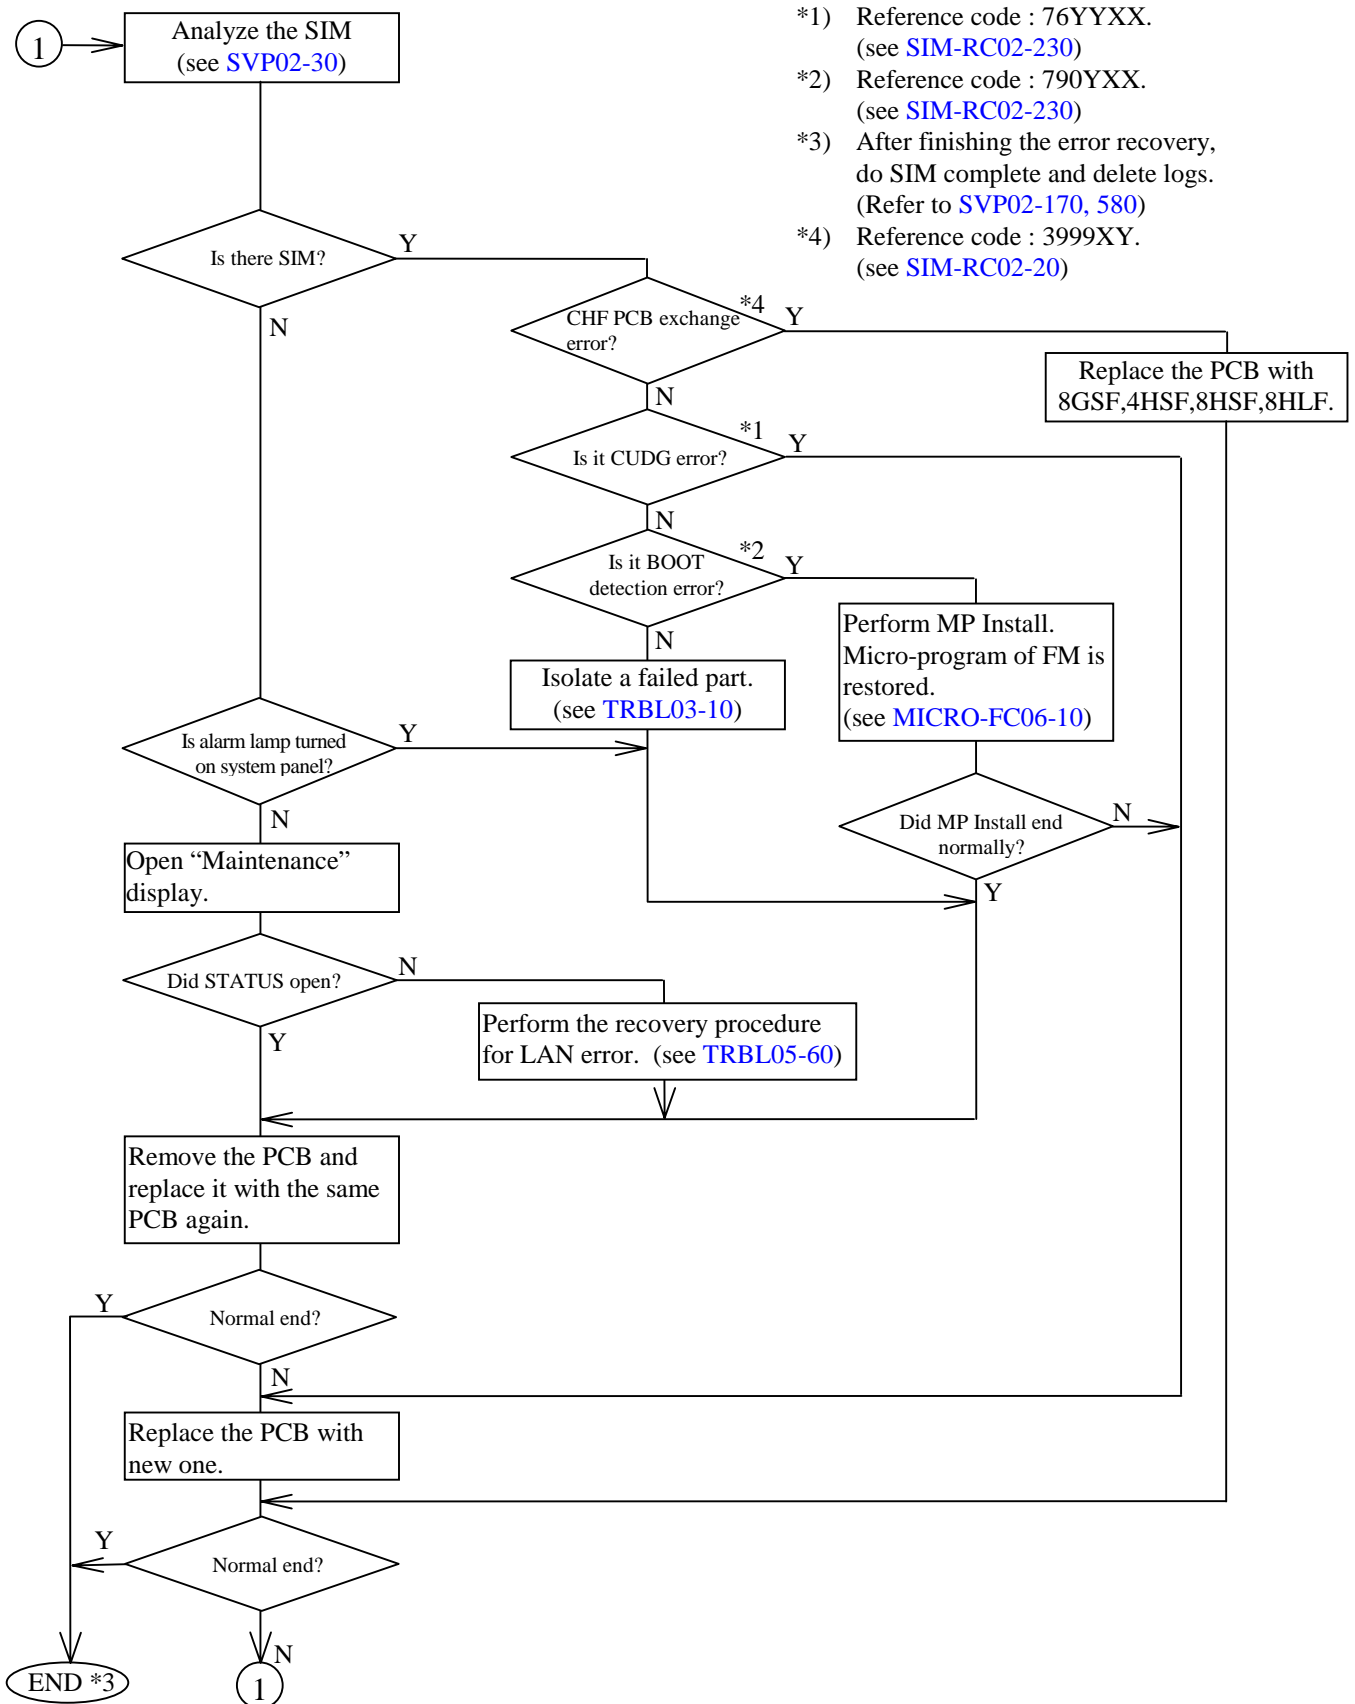 1
Analyze the SIM
(see SVP02-30)
*1) Reference code : 76YYXX.
(see SIM-RC02-230)
*2) Reference code : 790YXX.
(see SIM-RC02-230)
*3) After finishing the error recovery,
do SIM complete and delete logs.
(Refer to SVP02-170, 580)
*4) Reference code : 3999XY.
(see SIM-RC02-20)
Is there SIM?
Y
N
CHF PCB exchange
error?
*4
Y
N
Replace the PCB with
8GSF,4HSF,8HSF,8HLF.
Is it CUDG error?
*1
Y
N
Is it BOOT
detection error?
*2
Y
N
Perform MP Install.
Micro-program of FM is
restored.
(see MICRO-FC06-10)
Isolate a failed part.
(see TRBL03-10)
Is alarm lamp turned
on system panel?
Y
N
Did MP Install end
normally?
N
Y
Open “Maintenance”
display.
Did STATUS open?
N
Y
Perform the recovery procedure
for LAN error. (see TRBL05-60)
Remove the PCB and
replace it with the same
PCB again.
Normal end?
Y
N
Replace the PCB with
new one.
Normal end?
Y
N
END *3
1